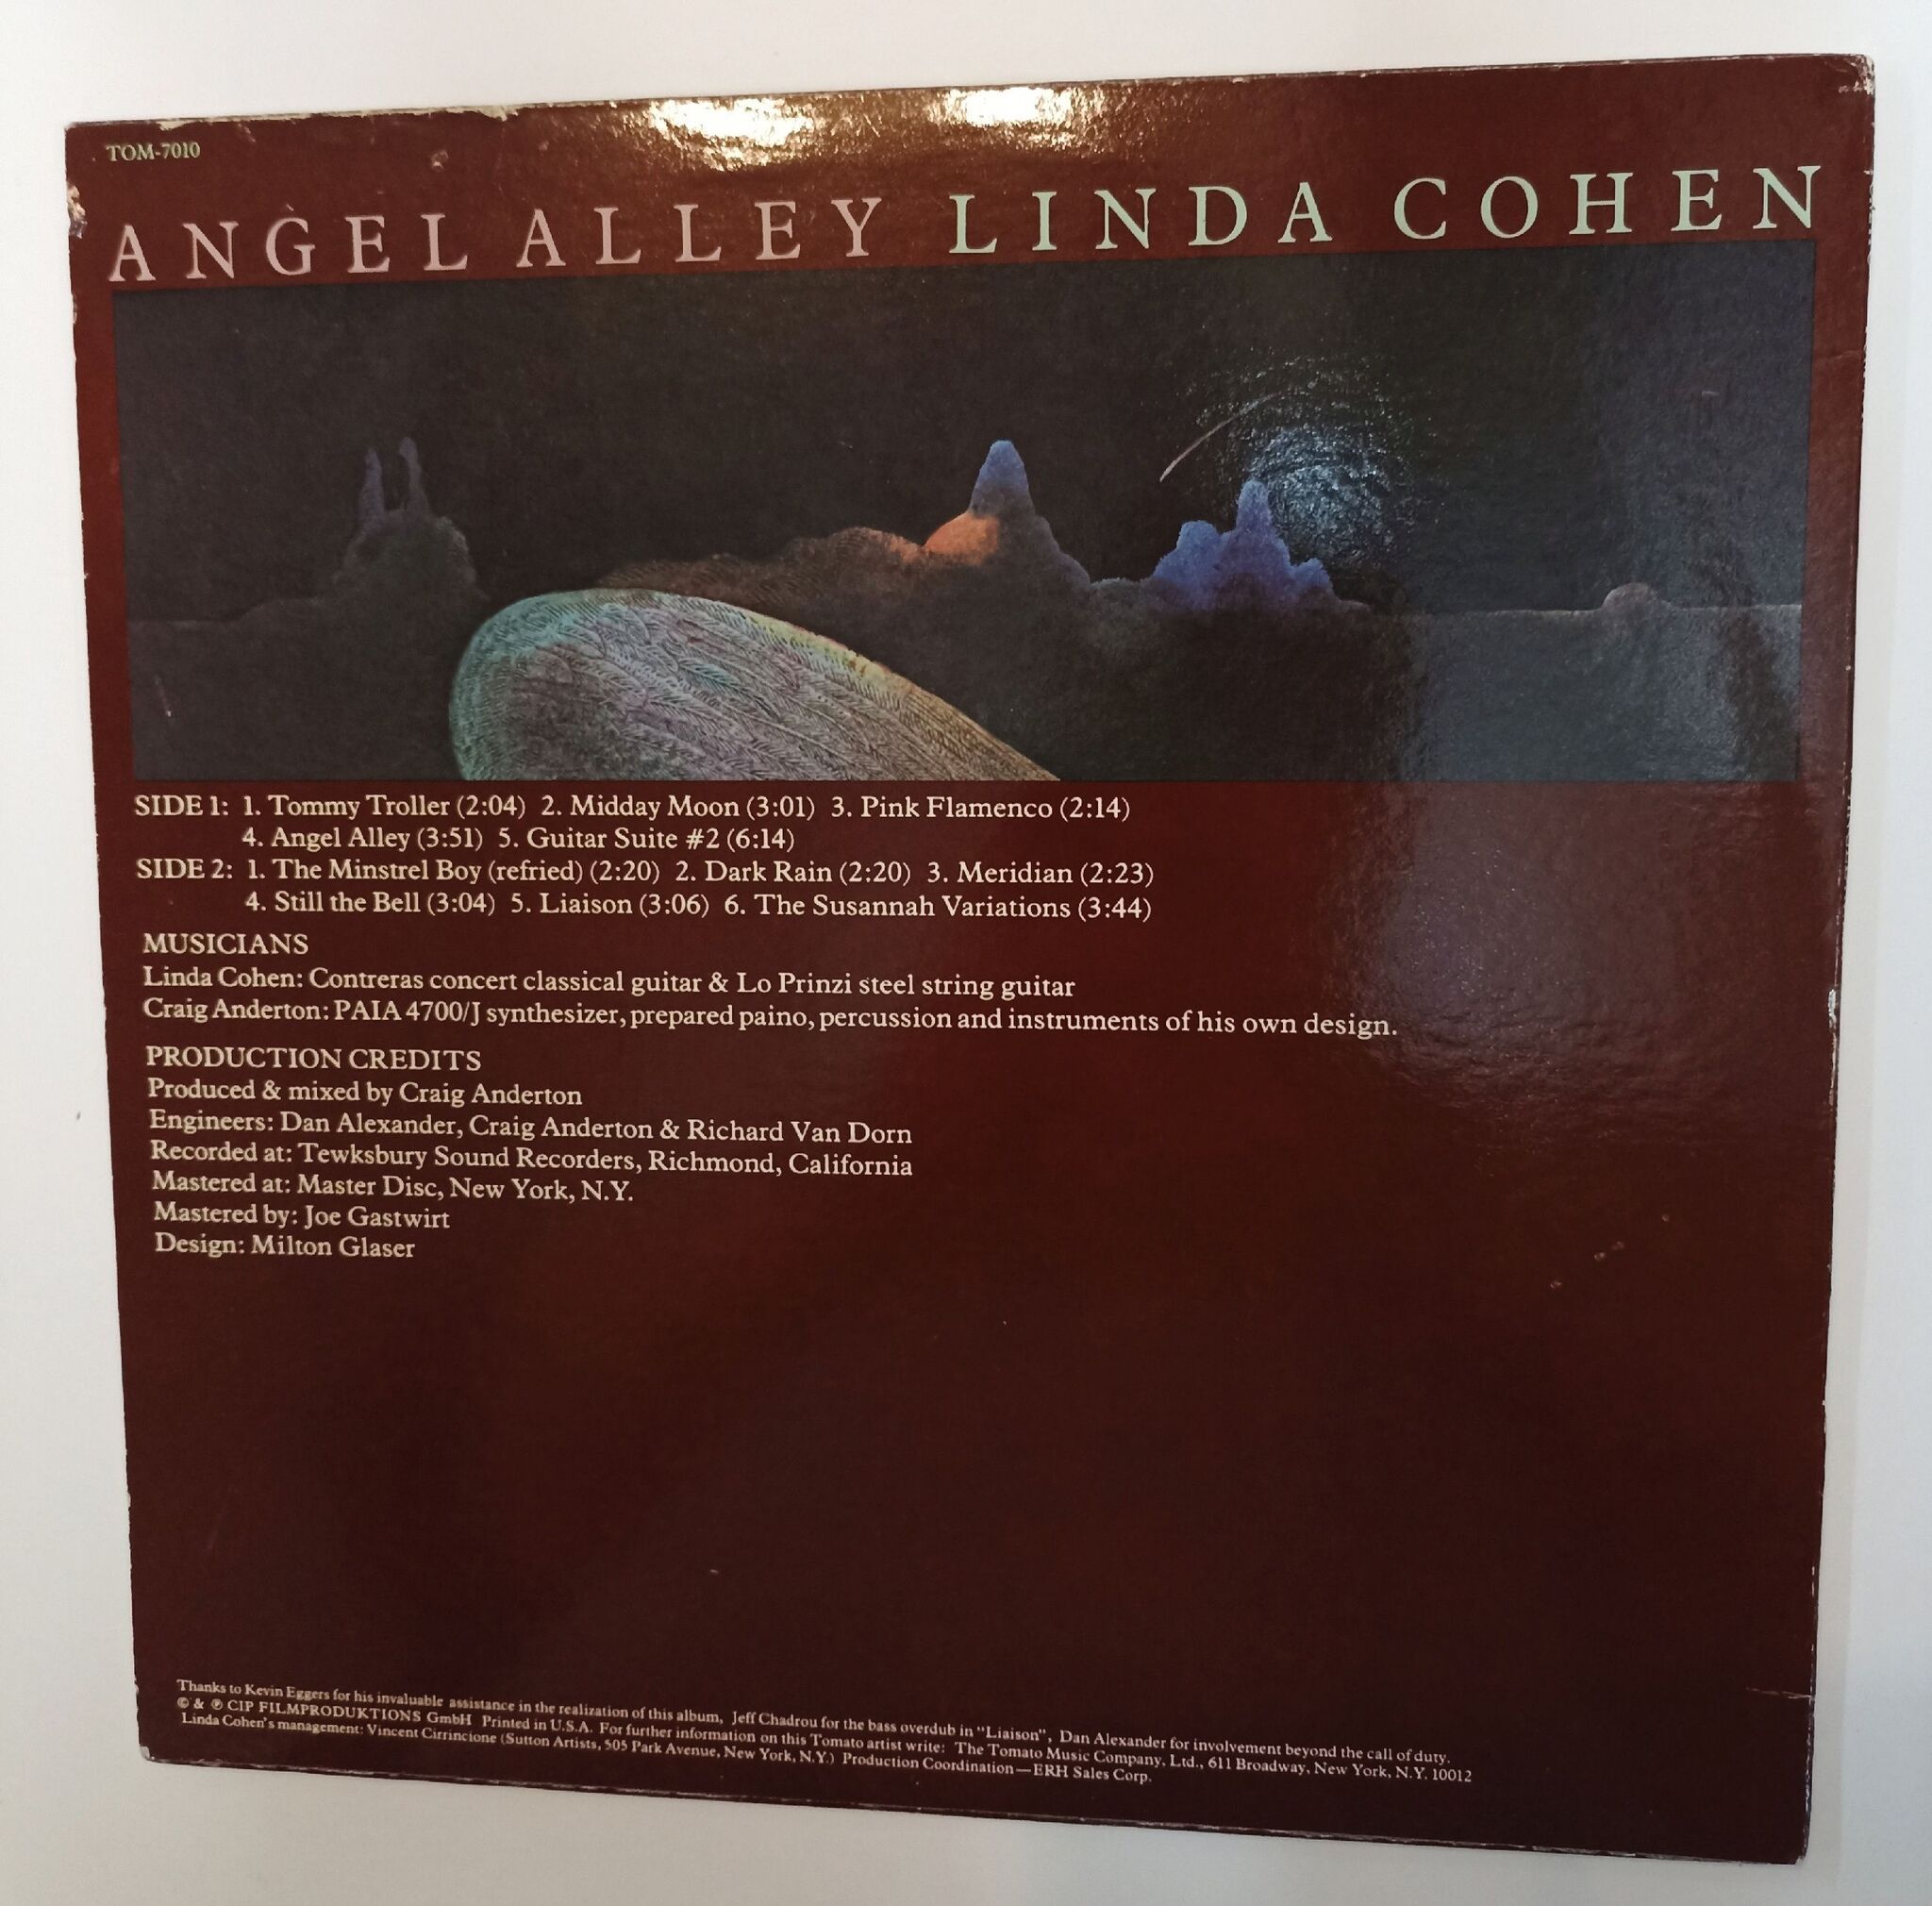 TOM-7010
ANGEL ALLEY LINDA COHEN
SIDE 1: 1. Tommy Troller (2:04) 2. Midday Moon (3:01) 3. Pink Flamenco (2:14)
4. Angel Alley (3:51) 5. Guitar Suite #2 (6:14)
SIDE 2: 1. The Minstrel Boy (refried) (2:20) 2. Dark Rain (2:20) 3. Meridian (2:23)
4. Still the Bell (3:04) 5. Liaison (3:06) 6. The Susannah Variations (3:44)
MUSICIANS
Linda Cohen: Contreras concert classical guitar & Lo Prinzi steel string guitar
Craig Anderton: PAIA 4700/J synthesizer, prepared paino, percussion and instruments of his own design.
PRODUCTION CREDITS
Produced & mixed by Craig Anderton
Engineers: Dan Alexander, Craig Anderton & Richard Van Dorn
Recorded at: Tewksbury Sound Recorders, Richmond, California
Mastered at: Master Disc, New York, N.Y.
Mastered by: Joe Gastwirt
Design: Milton Glaser
Thanks to Kevin Eggers for his invaluable assistance in the realization of this album, Jeff Chadrou for the bass overdub in "Liaison", Dan Alexander for involvement beyond the call of duty.
© & ℗ CIP FILMPRODUKTIONS GmbH Printed in U.S.A. For further information on this Tomato artist write: The Tomato Music Company, Ltd., 611 Broadway, New York, N.Y. 10012
Linda Cohen's management: Vincent Cirrincione (Sutton Artists, 505 Park Avenue, New York, N.Y.) Production Coordination—ERH Sales Corp.